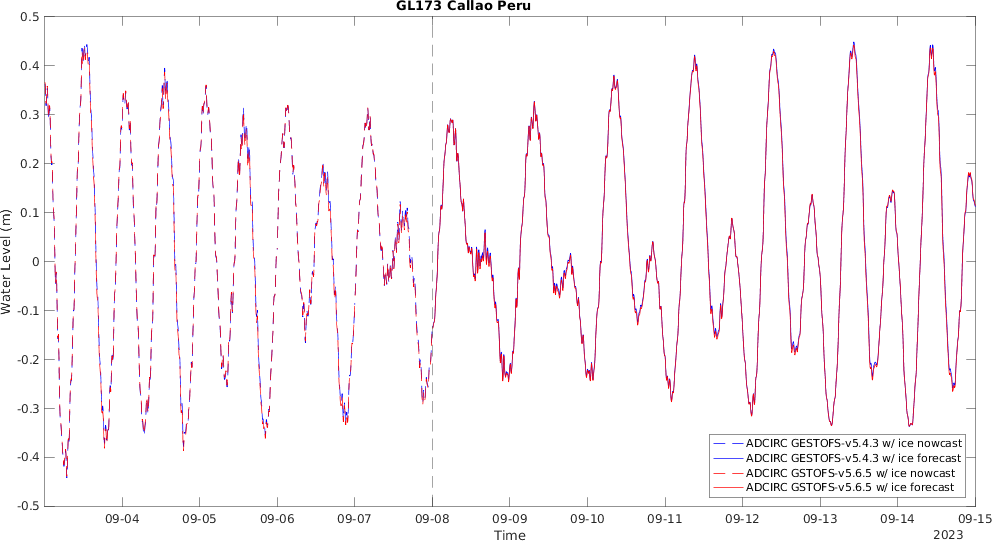 GL173 Callao Peru
0.5
0.4
0.3
0.2
0.1
0
-0.1
-0.2
-0.3
-0.4
-0.5
Water Level (m)
ADCIRC GESTOFS-v5.4.3 w/ ice nowcast
ADCIRC GESTOFS-v5.4.3 w/ ice forecast
ADCIRC GSTOFS-v5.6.5 w/ ice nowcast
ADCIRC GSTOFS-v5.6.5 w/ ice forecast
09-04 09-05 09-06 09-07 09-08 09-09 09-10 09-11 09-12 09-13 09-14 09-15
Time
2023